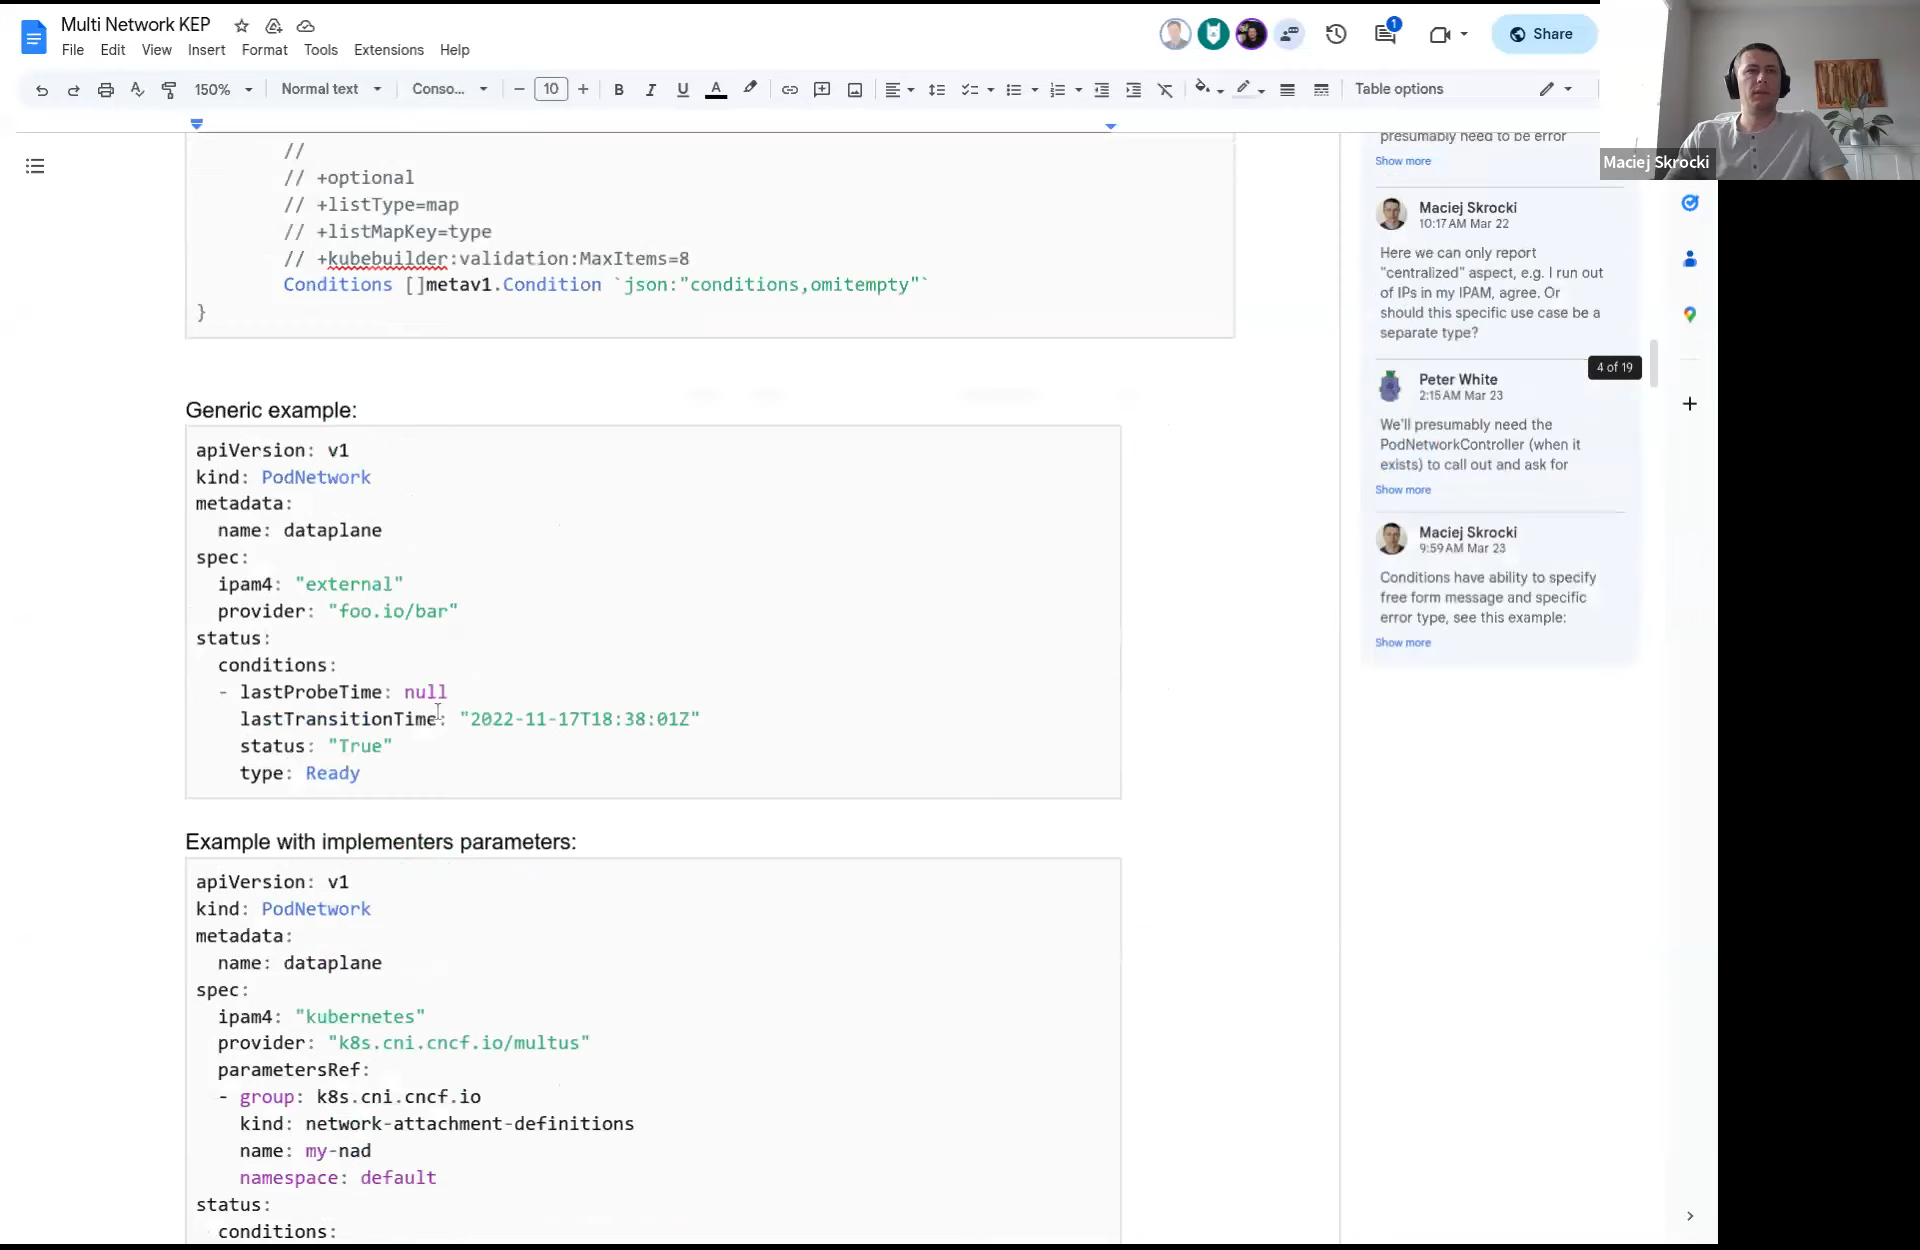 Multi Network KEP
File Edit View Insert Format Tools Extensions Help
1
Share
150% Normal text Conso... 10 B I U A Table options
//
// +optional
// +listType=map
// +listMapKey=type
// +kubebuilder:validation:MaxItems=8
Conditions []metav1.Condition `json:"conditions,omitempty"`
}
Generic example:
apiVersion: v1
kind: PodNetwork
metadata:
name: dataplane
spec:
ipam4: "external"
provider: "foo.io/bar"
status:
conditions:
- lastProbeTime: null
lastTransitionTime: "2022-11-17T18:38:01Z"
status: "True"
type: Ready
Example with implementers parameters:
apiVersion: v1
kind: PodNetwork
metadata:
name: dataplane
spec:
ipam4: "kubernetes"
provider: "k8s.cni.cncf.io/multus"
parametersRef:
- group: k8s.cni.cncf.io
kind: network-attachment-definitions
name: my-nad
namespace: default
status:
conditions:
presumably need to be error
Show more
Maciej Skrocki
10:17 AM Mar 22
Here we can only report
"centralized" aspect, e.g. I run out
of IPs in my IPAM, agree. Or
should this specific use case be a
separate type?
4 of 19
Peter White
2:15 AM Mar 23
We'll presumably need the
PodNetworkController (when it
exists) to call out and ask for
Show more
Maciej Skrocki
9:59 AM Mar 23
Conditions have ability to specify
free form message and specific
error type, see this example:
Show more
Maciej Skrocki